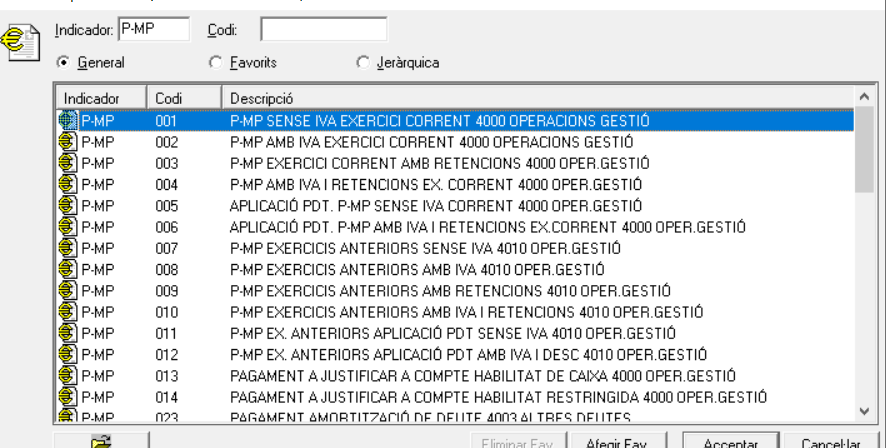 Indicador: P-MP Codi:
General Favorits Jeràrquica
Indicador Codi Descripció
P-MP 001 P-MP SENSE IVA EXERCICI CORRENT 4000 OPERACIONS GESTIÓ
P-MP 002 P-MP AMB IVA EXERCICI CORRENT 4000 OPERACIONS GESTIÓ
P-MP 003 P-MP EXERCICI CORRENT AMB RETENCIONS 4000 OPER.GESTIÓ
P-MP 004 P-MP AMB IVA I RETENCIONS EX. CORRENT 4000 OPER.GESTIÓ
P-MP 005 APLICACIÓ PDT. P-MP SENSE IVA CORRENT 4000 OPER.GESTIÓ
P-MP 006 APLICACIÓ PDT. P-MP AMB IVA I RETENCIONS EX.CORRENT 4000 OPER.GESTIÓ
P-MP 007 P-MP EXERCICIS ANTERIORS SENSE IVA 4010 OPER.GESTIÓ
P-MP 008 P-MP EXERCICIS ANTERIORS AMB IVA 4010 OPER.GESTIÓ
P-MP 009 P-MP EXERCICIS ANTERIORS AMB RETENCIONS 4010 OPER.GESTIÓ
P-MP 010 P-MP EXERCICIS ANTERIORS AMB IVA I RETENCIONS 4010 OPER.GESTIÓ
P-MP 011 P-MP EX. ANTERIORS APLICACIÓ PDT SENSE IVA 4010 OPER.GESTIÓ
P-MP 012 P-MP EX. ANTERIORS APLICACIÓ PDT AMB IVA I DESC 4010 OPER.GESTIÓ
P-MP 013 PAGAMENT A JUSTIFICAR A COMPTE HABILITAT DE CAIXA 4000 OPER.GESTIÓ
P-MP 014 PAGAMENT A JUSTIFICAR A COMPTE HABILITAT RESTRINGIDA 4000 OPER.GESTIÓ
P-MP 023 PAGAMENT AMORTITZACIÓ DE DEUTE 4003 ALTRES DEUTES
Eliminar Fav. Afegir Fav. Acceptar Cancel·lar